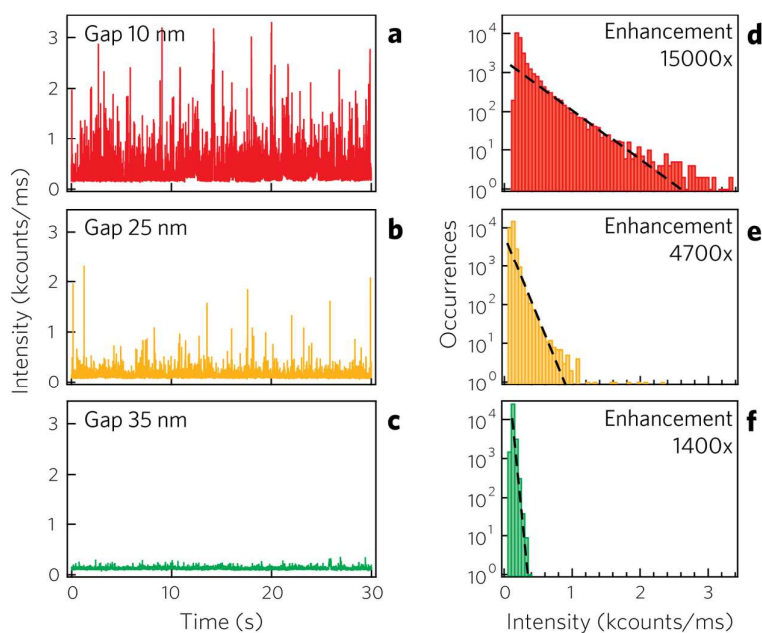 Gap 10 nm
a
3
2
1
0
Gap 25 nm
b
3
2
1
0
Gap 35 nm
c
3
2
1
0
0 10 20 30
Time (s)
Intensity (kcounts/ms)
Enhancement
15000x
d
10⁴
10³
10²
10¹
10⁰
Enhancement
4700x
e
10⁴
10³
10²
10¹
10⁰
Enhancement
1400x
f
10⁴
10³
10²
10¹
10⁰
0 1 2 3
Intensity (kcounts/ms)
Occurrences